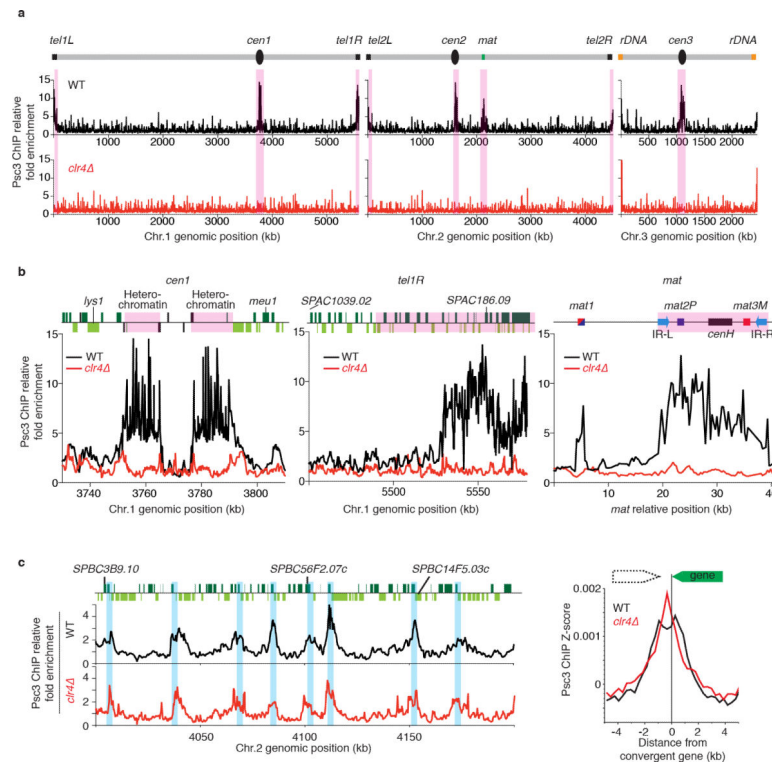 a
tel1L cen1 tel1R tel2L cen2 mat tel2R rDNA cen3 rDNA
Psc3 ChIP relative
fold enrichment
WT
15
10
5
0
1000 2000 3000 4000 5000
1000 2000 3000 4000
500 1000 1500 2000
clr4Δ
15
10
5
0
1000 2000 3000 4000 5000
1000 2000 3000 4000
500 1000 1500 2000
Chr.1 genomic position (kb) Chr.2 genomic position (kb) Chr.3 genomic position (kb)
b
cen1
lys1 Hetero-
chromatin Hetero-
chromatin meu1
Psc3 ChIP relative
fold enrichment
WT
clr4Δ
15
10
5
0
3740 3760 3780 3800
Chr.1 genomic position (kb)
tel1R
SPAC1039.02 SPAC186.09
WT
clr4Δ
15
10
5
0
5500 5550
Chr.1 genomic position (kb)
mat
mat1 mat2P mat3M
IR-L cenH IR-R
WT
clr4Δ
15
10
5
0
0 10 20 30 40
mat relative position (kb)
c
SPBC3B9.10 SPBC56F2.07c SPBC14F5.03c
Psc3 ChIP relative
fold enrichment
WT
4
2
0
clr4Δ
4
2
0
4050 4100 4150
Chr.2 genomic position (kb)
gene
Psc3 ChIP Z-score
WT
clr4Δ
0.002
0.001
0
-4 -2 0 2 4
Distance from
convergent gene (kb)